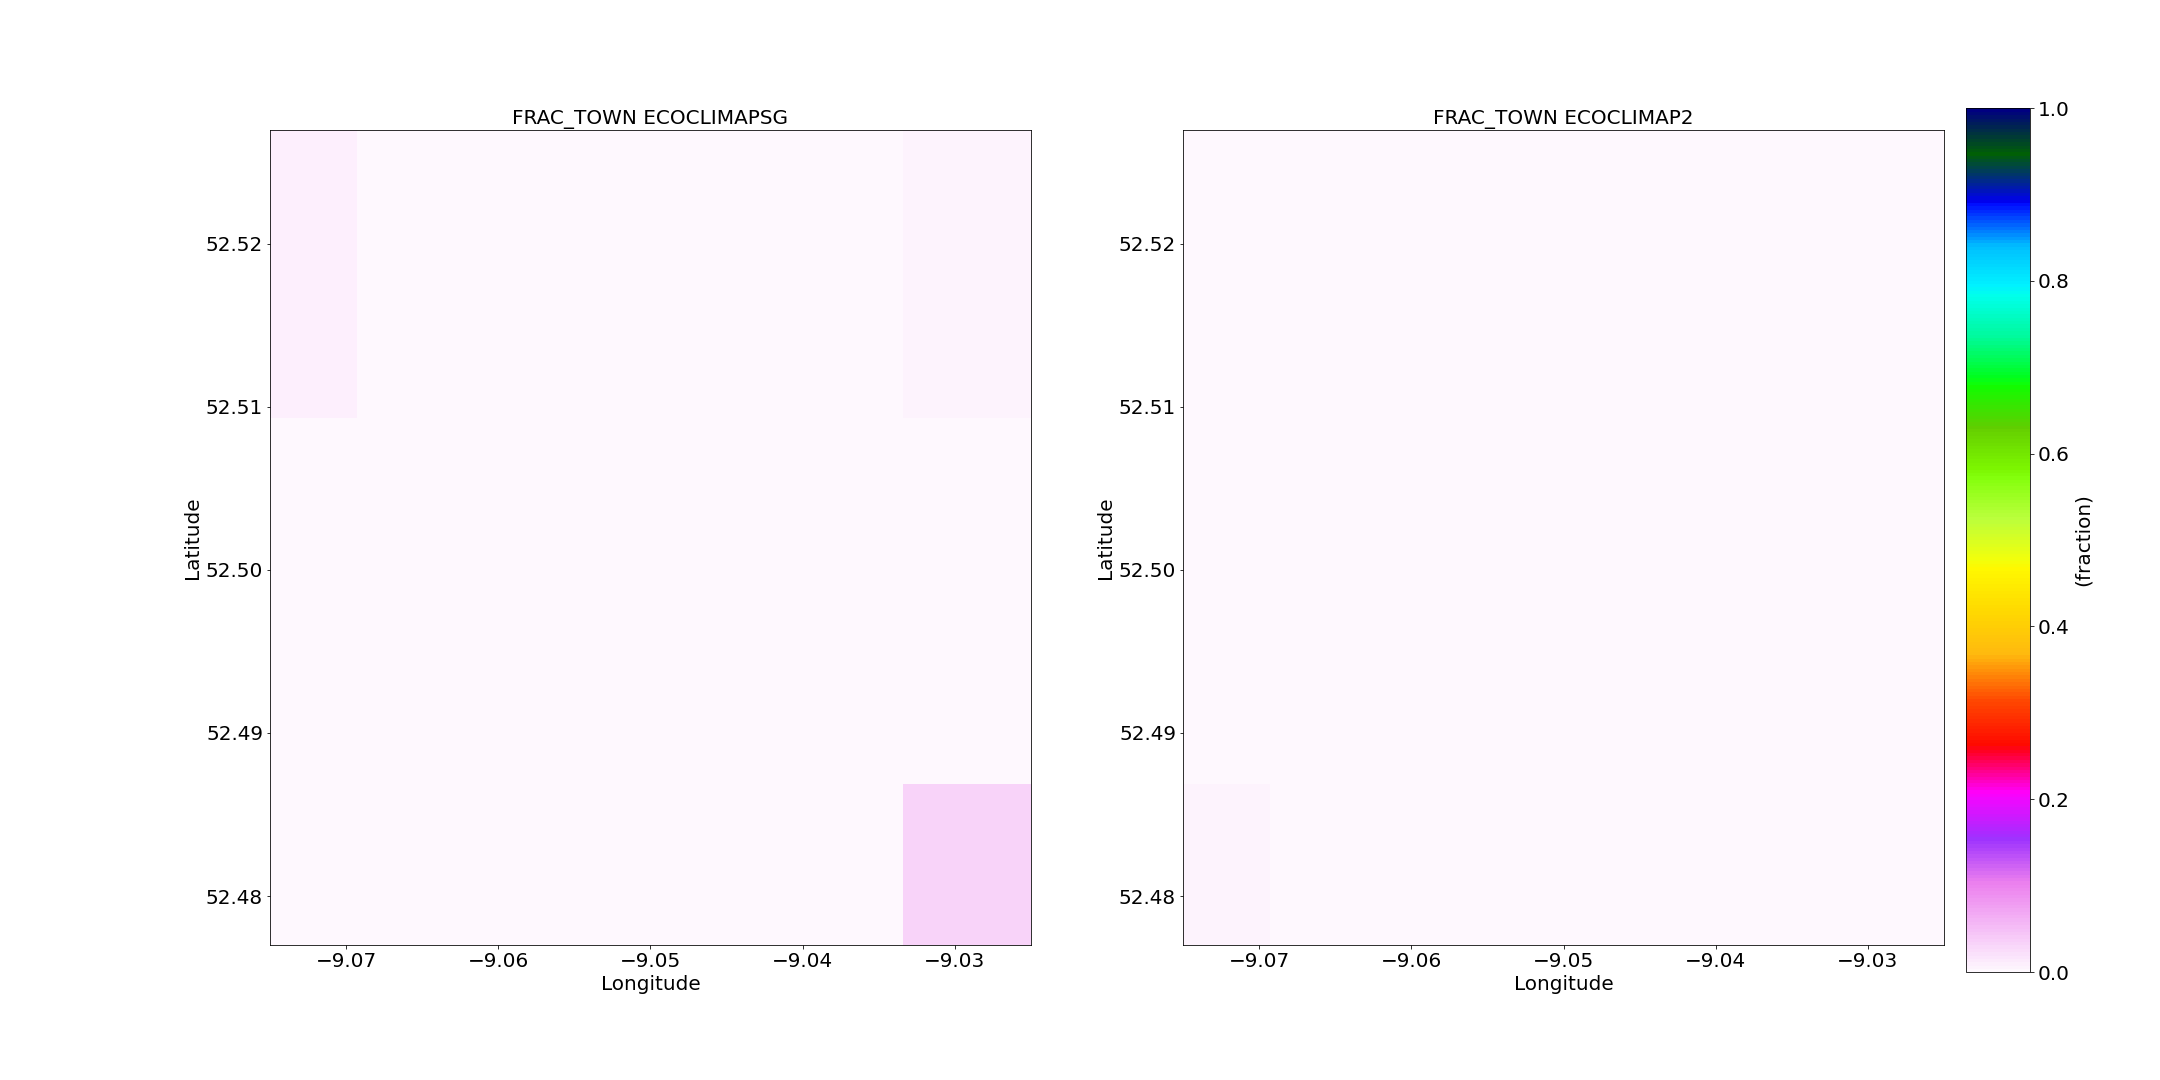 FRAC_TOWN ECOCLIMAPSG
52.52
52.51
52.50
52.49
52.48
Latitude
−9.07 −9.06 −9.05 −9.04 −9.03
Longitude
FRAC_TOWN ECOCLIMAP2
52.52
52.51
52.50
52.49
52.48
Latitude
−9.07 −9.06 −9.05 −9.04 −9.03
Longitude
1.0
0.8
0.6
0.4
0.2
0.0
(fraction)